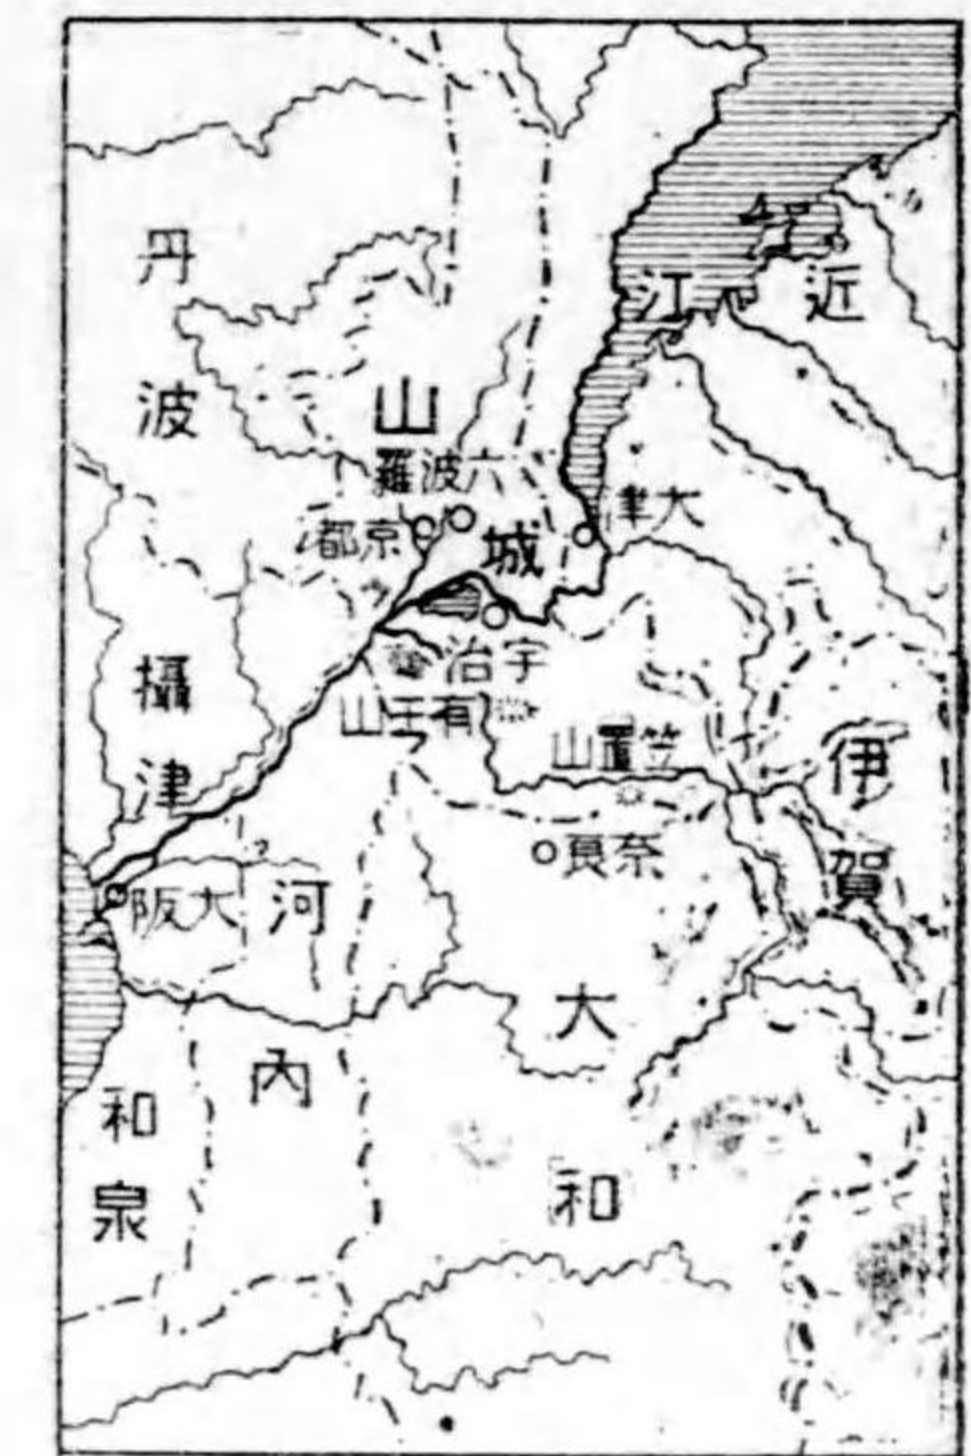 近江
丹波
山城
羅波六
都京
津大
治宇
山王有
山置笠
良奈
攝津
伊賀
阪大
河内
大和
和泉